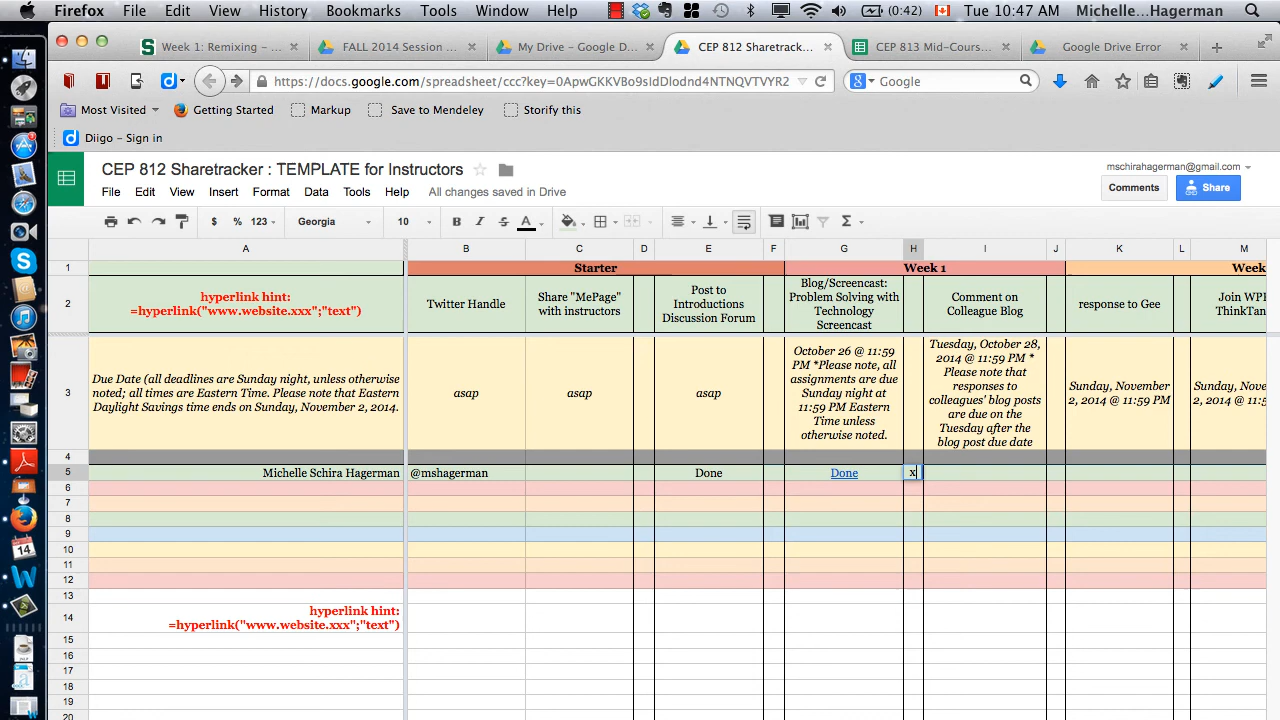 Firefox File Edit View History Bookmarks Tools Window Help (0:42) Tue 10:47 AM Michelle...Hagerman
Week 1: Remixing – ... × FALL 2014 Session ... × My Drive – Google D... × CEP 812 Sharetrack... × CEP 813 Mid-Cours... × Google Drive Error × +
https://docs.google.com/spreadsheet/ccc?key=0ApwGKKVBo9sIdDlodnd4NTNQVTVYR2 Google
Most Visited Getting Started Markup Save to Mendeley Storify this
Diigo – Sign in
CEP 812 Sharetracker : TEMPLATE for Instructors
mschirahagerman@gmail.com
File Edit View Insert Format Data Tools Help All changes saved in Drive
Comments Share
$ % 123 Georgia 10 B I S A Σ
A B C D E F G H I J K L M
1 Starter Week 1 Week
2
hyperlink hint:
=hyperlink("www.website.xxx";"text")
Twitter Handle
Share "MePage"
with instructors
Post to
Introductions
Discussion Forum
Blog/Screencast:
Problem Solving with
Technology
Screencast
Comment on
Colleague Blog
response to Gee
Join WP
ThinkTan
3
Due Date (all deadlines are Sunday night, unless otherwise
noted; all times are Eastern Time. Please note that Eastern
Daylight Savings time ends on Sunday, November 2, 2014.
asap
asap
asap
October 26 @ 11:59
PM *Please note, all
assignments are due
Sunday night at
11:59 PM Eastern
Time unless
otherwise noted.
Tuesday, October 28,
2014 @ 11:59 PM *
Please note that
responses to
colleagues' blog posts
are due on the
Tuesday after the
blog post due date
Sunday, November
2, 2014 @ 11:59 PM
Sunday, Nove
2, 2014 @ 11:5
4
5 Michelle Schira Hagerman @mshagerman Done Done x
6
7
8
9
10
11
12
13
14
hyperlink hint:
=hyperlink("www.website.xxx";"text")
15
16
17
18
19
20